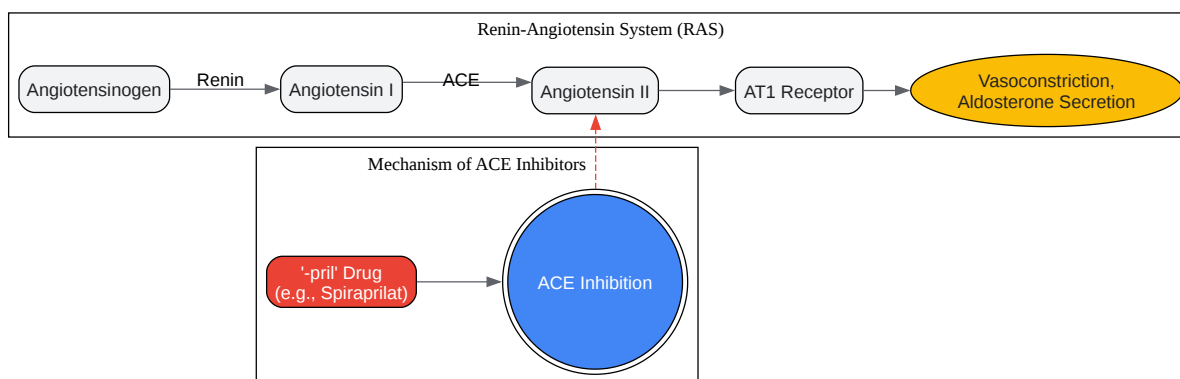 Renin-Angiotensin System (RAS)
Angiotensinogen
Renin
Angiotensin I
ACE
Angiotensin II
AT1 Receptor
Vasoconstriction,
Aldosterone Secretion
Mechanism of ACE Inhibitors
'-pril' Drug
(e.g., Spiraprilat)
ACE Inhibition